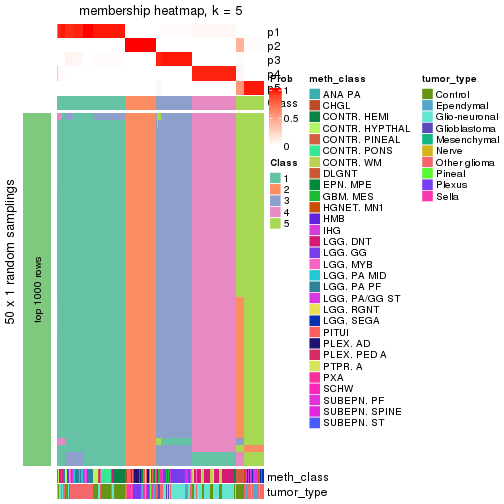 membership heatmap, k = 5
p1
p2
p3
p4
p5
Class
50 x 1 random samplings
top 1000 rows
meth_class
tumor_type
Prob
1
0.5
0
Class
1
2
3
4
5
meth_class
ANA PA
CHGL
CONTR. HEMI
CONTR. HYPTHAL
CONTR. PINEAL
CONTR. PONS
CONTR. WM
DLGNT
EPN. MPE
GBM. MES
HGNET. MN1
HMB
IHG
LGG. DNT
LGG. GG
LGG. MYB
LGG. PA MID
LGG. PA PF
LGG. PA/GG ST
LGG. RGNT
LGG. SEGA
PITUI
PLEX. AD
PLEX. PED A
PTPR. A
PXA
SCHW
SUBEPN. PF
SUBEPN. SPINE
SUBEPN. ST
tumor_type
Control
Ependymal
Glio-neuronal
Glioblastoma
Mesenchymal
Nerve
Other glioma
Pineal
Plexus
Sella